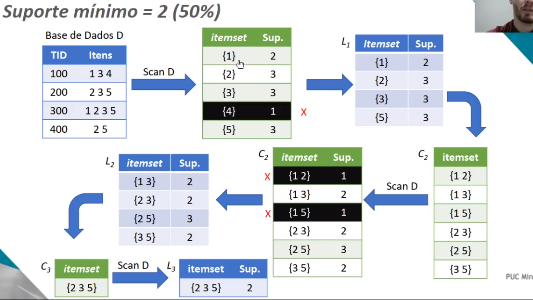 Suporte mínimo = 2 (50%)
Base de Dados D
TID Itens
100 1 3 4
200 2 3 5
300 1 2 3 5
400 2 5
Scan D
itemset Sup.
{1} 2
{2} 3
{3} 3
{4} 1 X
{5} 3
L1 itemset Sup.
{1} 2
{2} 3
{3} 3
{5} 3
C2 itemset
{1 2}
{1 3}
{1 5}
{2 3}
{2 5}
{3 5}
Scan D
C2 itemset Sup.
X {1 2} 1
{1 3} 2
X {1 5} 1
{2 3} 2
{2 5} 3
{3 5} 2
L2 itemset Sup.
{1 3} 2
{2 3} 2
{2 5} 3
{3 5} 2
C3 itemset
{2 3 5}
Scan D
L3 itemset Sup.
{2 3 5} 2
PUC Min